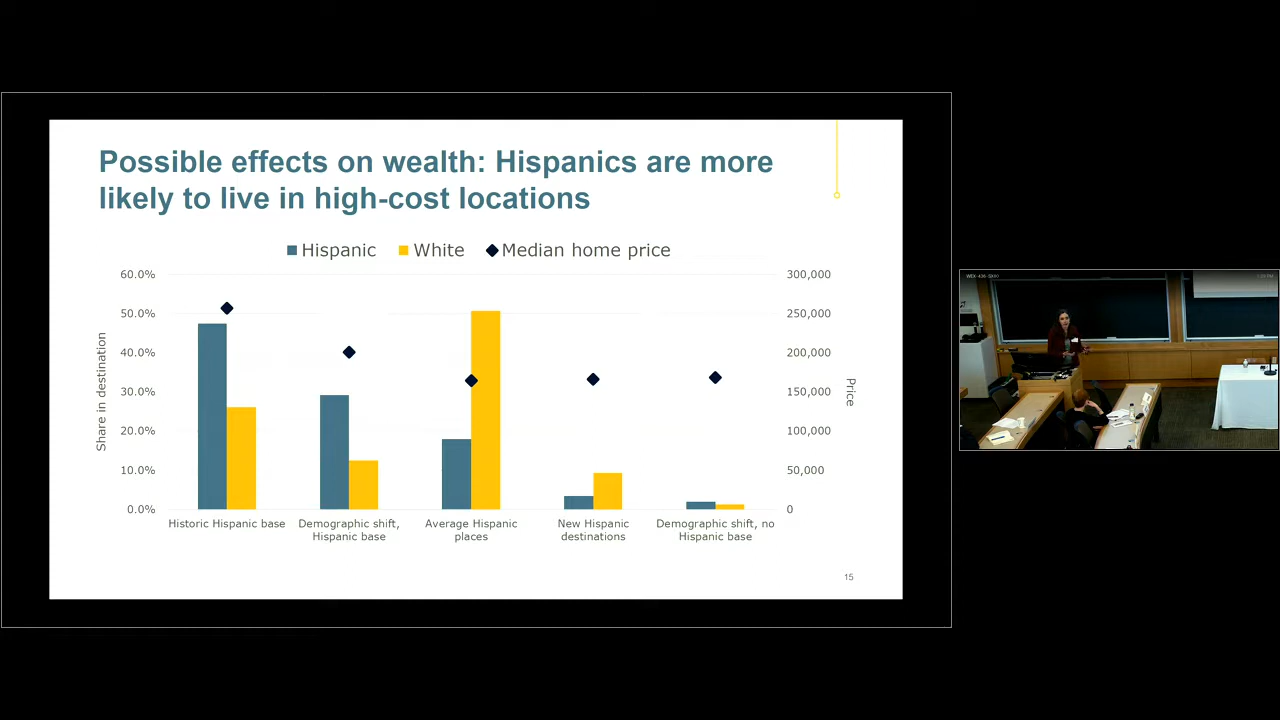 Possible effects on wealth: Hispanics are more
likely to live in high-cost locations
Hispanic
White
Median home price
60.0%
50.0%
40.0%
30.0%
20.0%
10.0%
0.0%
Share in destination
300,000
250,000
200,000
150,000
100,000
50,000
0
Price
Historic Hispanic base
Demographic shift,
Hispanic base
Average Hispanic
places
New Hispanic
destinations
Demographic shift, no
Hispanic base
15